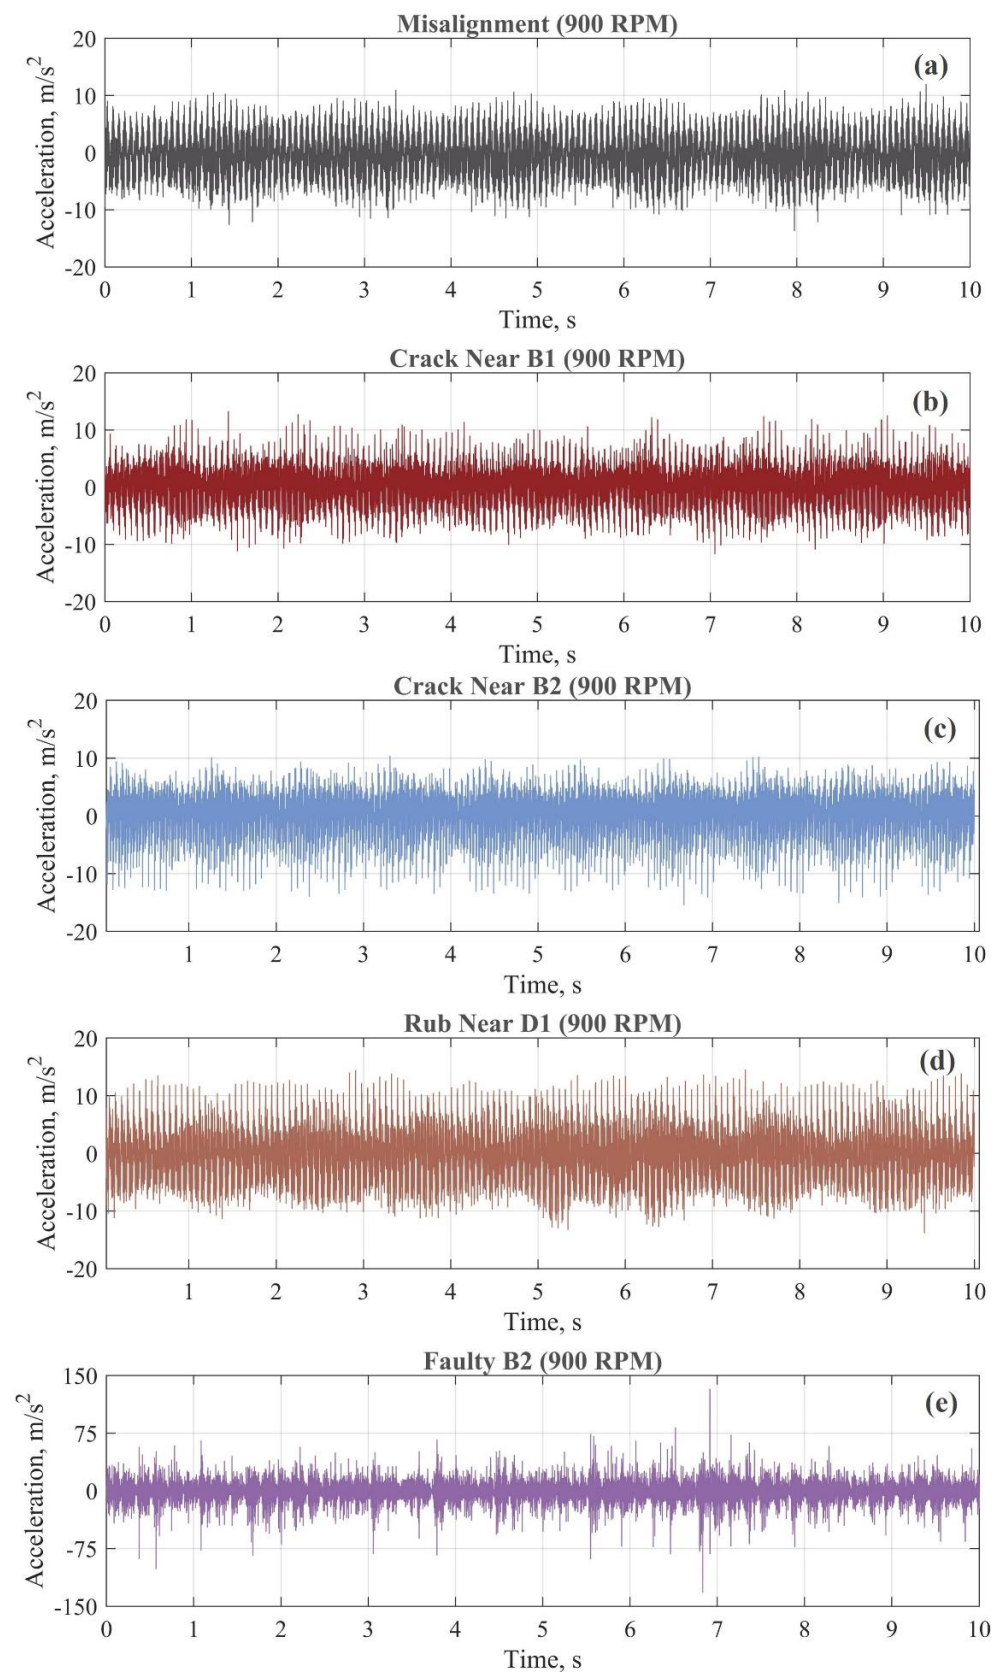 Misalignment (900 RPM)
(a)
Acceleration, m/s²
20
10
0
-10
-20
0 1 2 3 4 5 6 7 8 9 10
Time, s
Crack Near B1 (900 RPM)
(b)
Acceleration, m/s²
20
10
0
-10
-20
0 1 2 3 4 5 6 7 8 9 10
Time, s
Crack Near B2 (900 RPM)
(c)
Acceleration, m/s²
20
10
0
-10
-20
1 2 3 4 5 6 7 8 9 10
Time, s
Rub Near D1 (900 RPM)
(d)
Acceleration, m/s²
20
10
0
-10
-20
1 2 3 4 5 6 7 8 9 10
Time, s
Faulty B2 (900 RPM)
(e)
Acceleration, m/s²
150
75
0
-75
-150
0 1 2 3 4 5 6 7 8 9 10
Time, s